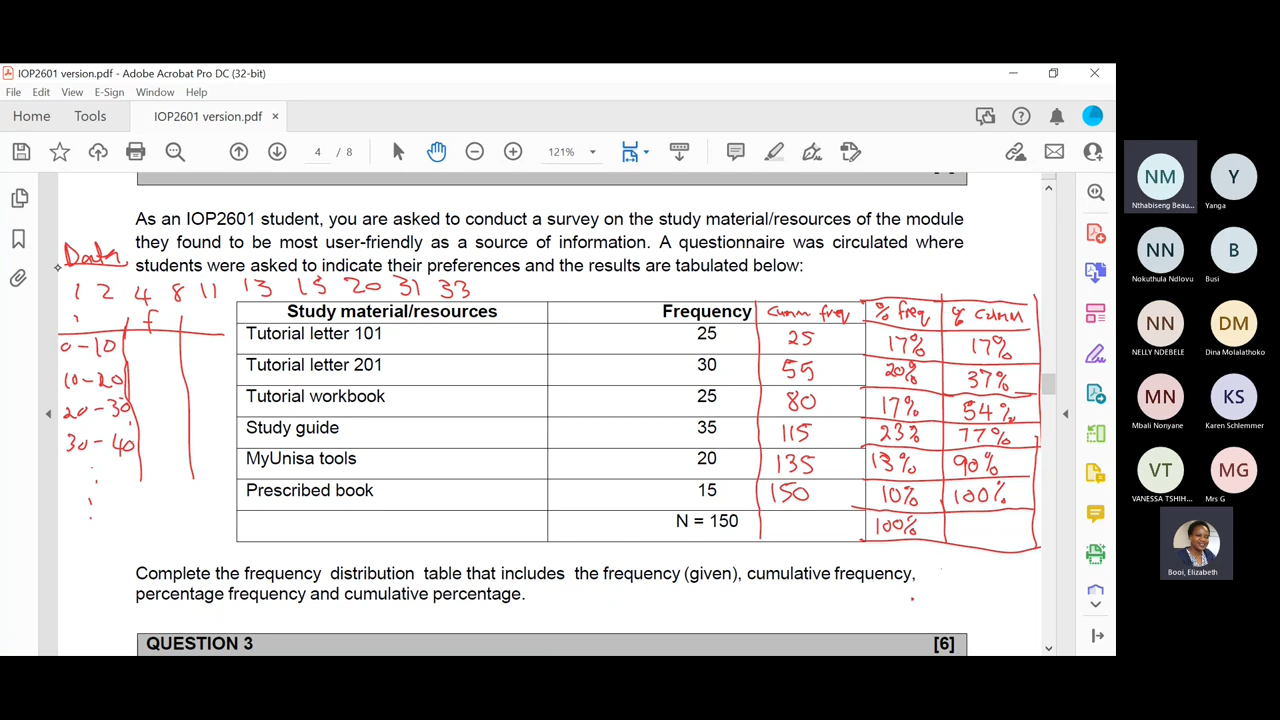 IOP2601 version.pdf - Adobe Acrobat Pro DC (32-bit)
File Edit View E-Sign Window Help
Home Tools IOP2601 version.pdf ×
4 / 8 121%
As an IOP2601 student, you are asked to conduct a survey on the study material/resources of the module
they found to be most user-friendly as a source of information. A questionnaire was circulated where
students were asked to indicate their preferences and the results are tabulated below:
Data
1 2 4 8 11 13 15 20 31 33
f
0-10
10-20
20-30
30-40
Study material/resources Frequency Cumm freq % freq % Cumm
Tutorial letter 101 25 25 17% 17%
Tutorial letter 201 30 55 20% 37%
Tutorial workbook 25 80 17% 54%
Study guide 35 115 23% 77%
MyUnisa tools 20 135 13% 90%
Prescribed book 15 150 10% 100%
N = 150 100%
Complete the frequency distribution table that includes the frequency (given), cumulative frequency,
percentage frequency and cumulative percentage.
QUESTION 3 [6]
NM Y
Nthabiseng Beau... Yanga
NN B
Nokuthula Ndlovu Busi
NN DM
NELLY NDEBELE Dina Molalathoko
MN KS
Mbali Nonyane Karen Schlemmer
VT MG
VANESSA TSHIH... Mrs G
Booi, Elizabeth